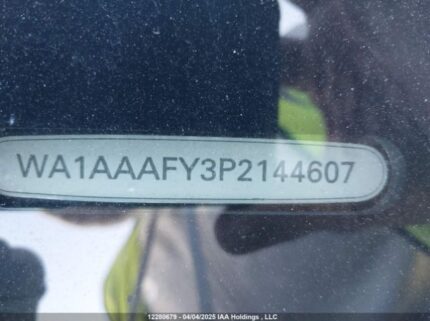 WA1AAAFY3P2144607
12280679 - 04/04/2025 IAA Holdings , LLC